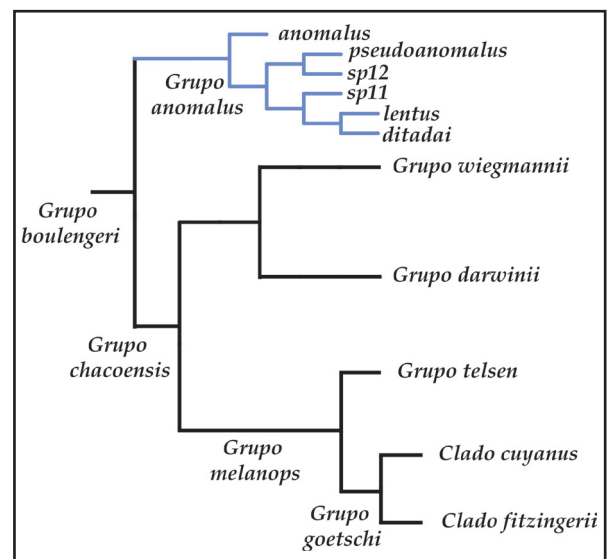 anomalus
pseudoanomalus
Grupo
anomalus
sp12
sp11
lentus
ditadai
Grupo wiegmannii
Grupo
boulengeri
Grupo darwinii
Grupo
chacoensis
Grupo telsen
Grupo
melanops
Clado cuyanus
Grupo
goetschi
Clado fitzingerii